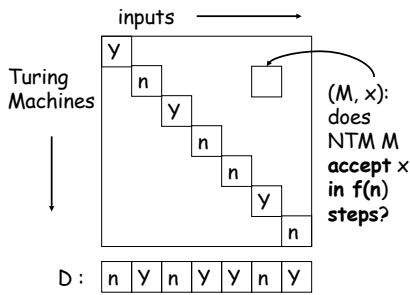 inputs
Turing
Machines
Y
n
Y
n
n
Y
n
(M, x):
does
NTM M
accept x
in f(n)
steps?
D : n Y n Y Y n Y